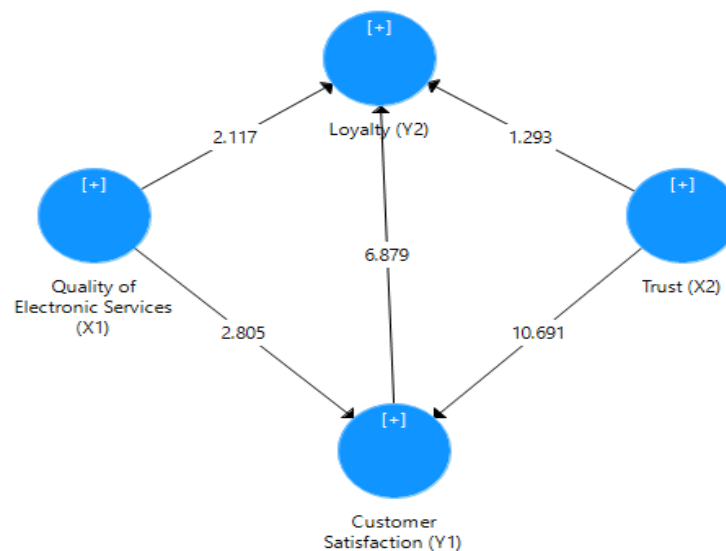 [+]
Loyalty (Y2)
2.117
1.293
[+]
Quality of
Electronic Services
(X1)
[+]
Trust (X2)
6.879
2.805
10.691
[+]
Customer
Satisfaction (Y1)